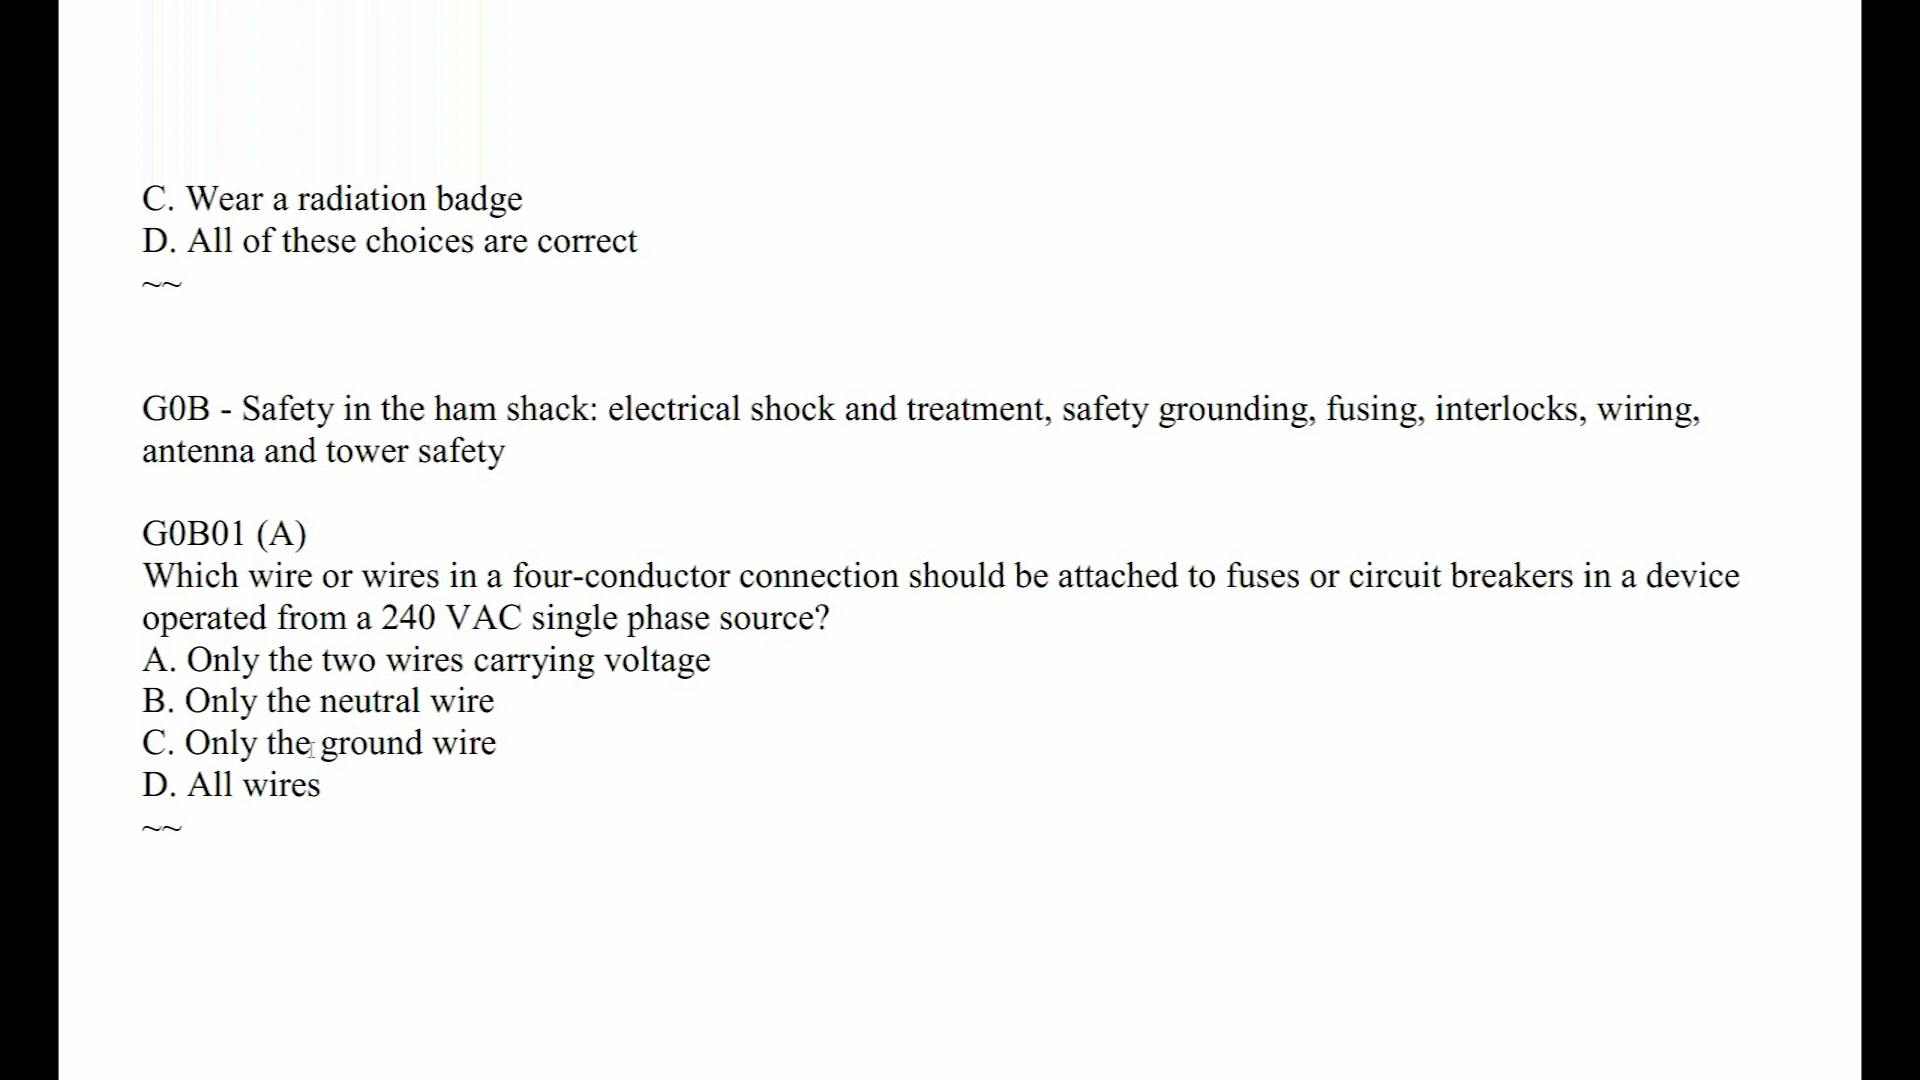 C. Wear a radiation badge
D. All of these choices are correct
~~
G0B - Safety in the ham shack: electrical shock and treatment, safety grounding, fusing, interlocks, wiring,
antenna and tower safety
G0B01 (A)
Which wire or wires in a four-conductor connection should be attached to fuses or circuit breakers in a device
operated from a 240 VAC single phase source?
A. Only the two wires carrying voltage
B. Only the neutral wire
C. Only the ground wire
D. All wires
~~